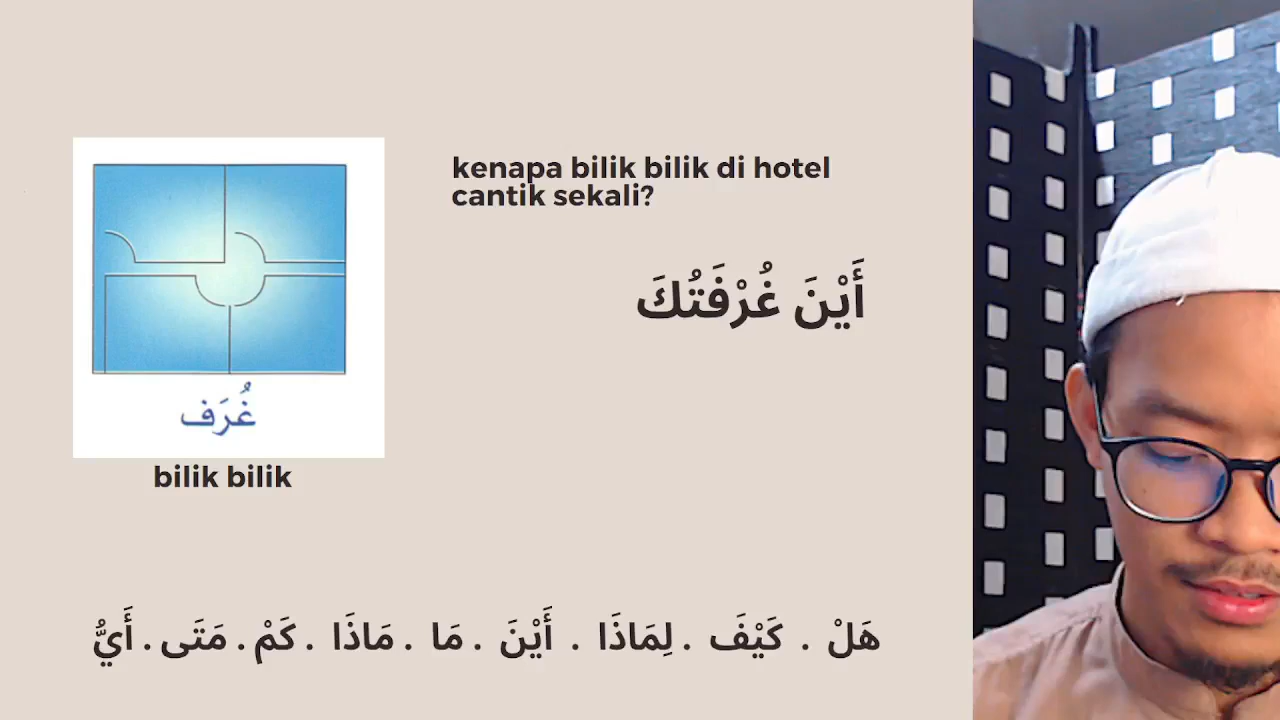 kenapa bilik bilik di hotel
cantik sekali?
أَيْنَ غُرْفَتُكَ
غُرَف
bilik bilik
هَلْ . كَيْفَ . لِمَاذَا . أَيْنَ . مَا . مَاذَا . كَمْ . مَتَى . أَيُّ